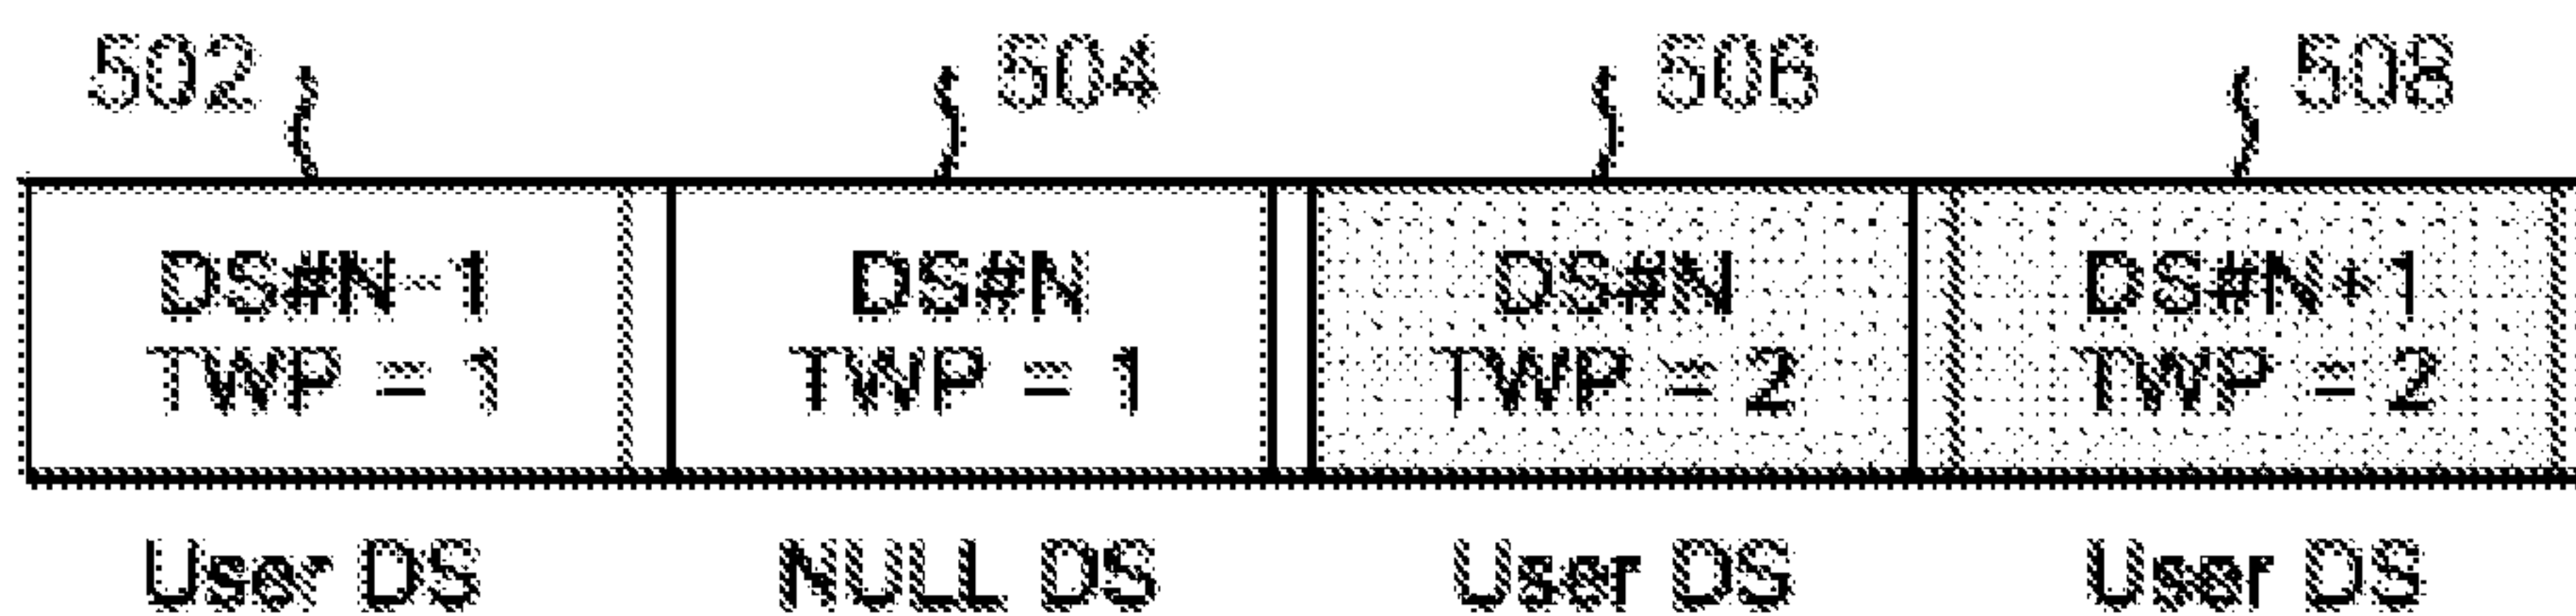 502 504 506 508
DS#N-1 DS#N DS#N DS#N+1
TWP = 1 TWP = 1 TWP = 2 TWP = 2
User DS NULL DS User DS User DS